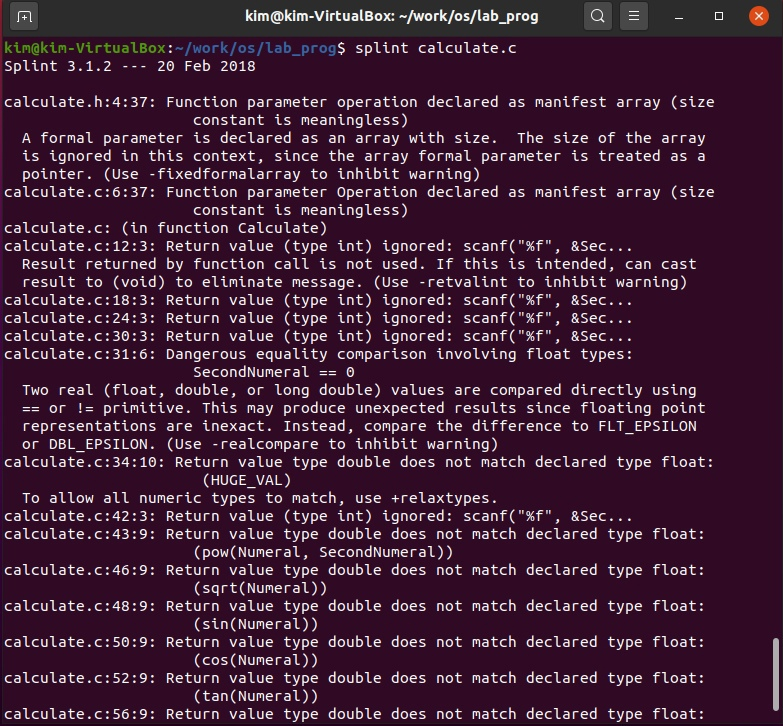 kim@kim-VirtualBox: ~/work/os/lab_prog
kim@kim-VirtualBox:~/work/os/lab_prog$ splint calculate.c
Splint 3.1.2 --- 20 Feb 2018
calculate.h:4:37: Function parameter operation declared as manifest array (size
constant is meaningless)
A formal parameter is declared as an array with size.  The size of the array
is ignored in this context, since the array formal parameter is treated as a
pointer. (Use -fixedformalarray to inhibit warning)
calculate.c:6:37: Function parameter Operation declared as manifest array (size
constant is meaningless)
calculate.c: (in function Calculate)
calculate.c:12:3: Return value (type int) ignored: scanf("%f", &Sec...
Result returned by function call is not used. If this is intended, can cast
result to (void) to eliminate message. (Use -retvalint to inhibit warning)
calculate.c:18:3: Return value (type int) ignored: scanf("%f", &Sec...
calculate.c:24:3: Return value (type int) ignored: scanf("%f", &Sec...
calculate.c:30:3: Return value (type int) ignored: scanf("%f", &Sec...
calculate.c:31:6: Dangerous equality comparison involving float types:
SecondNumeral == 0
Two real (float, double, or long double) values are compared directly using
== or != primitive. This may produce unexpected results since floating point
representations are inexact. Instead, compare the difference to FLT_EPSILON
or DBL_EPSILON. (Use -realcompare to inhibit warning)
calculate.c:34:10: Return value type double does not match declared type float:
(HUGE_VAL)
To allow all numeric types to match, use +relaxtypes.
calculate.c:42:3: Return value (type int) ignored: scanf("%f", &Sec...
calculate.c:43:9: Return value type double does not match declared type float:
(pow(Numeral, SecondNumeral))
calculate.c:46:9: Return value type double does not match declared type float:
(sqrt(Numeral))
calculate.c:48:9: Return value type double does not match declared type float:
(sin(Numeral))
calculate.c:50:9: Return value type double does not match declared type float:
(cos(Numeral))
calculate.c:52:9: Return value type double does not match declared type float:
(tan(Numeral))
calculate.c:56:9: Return value type double does not match declared type float: